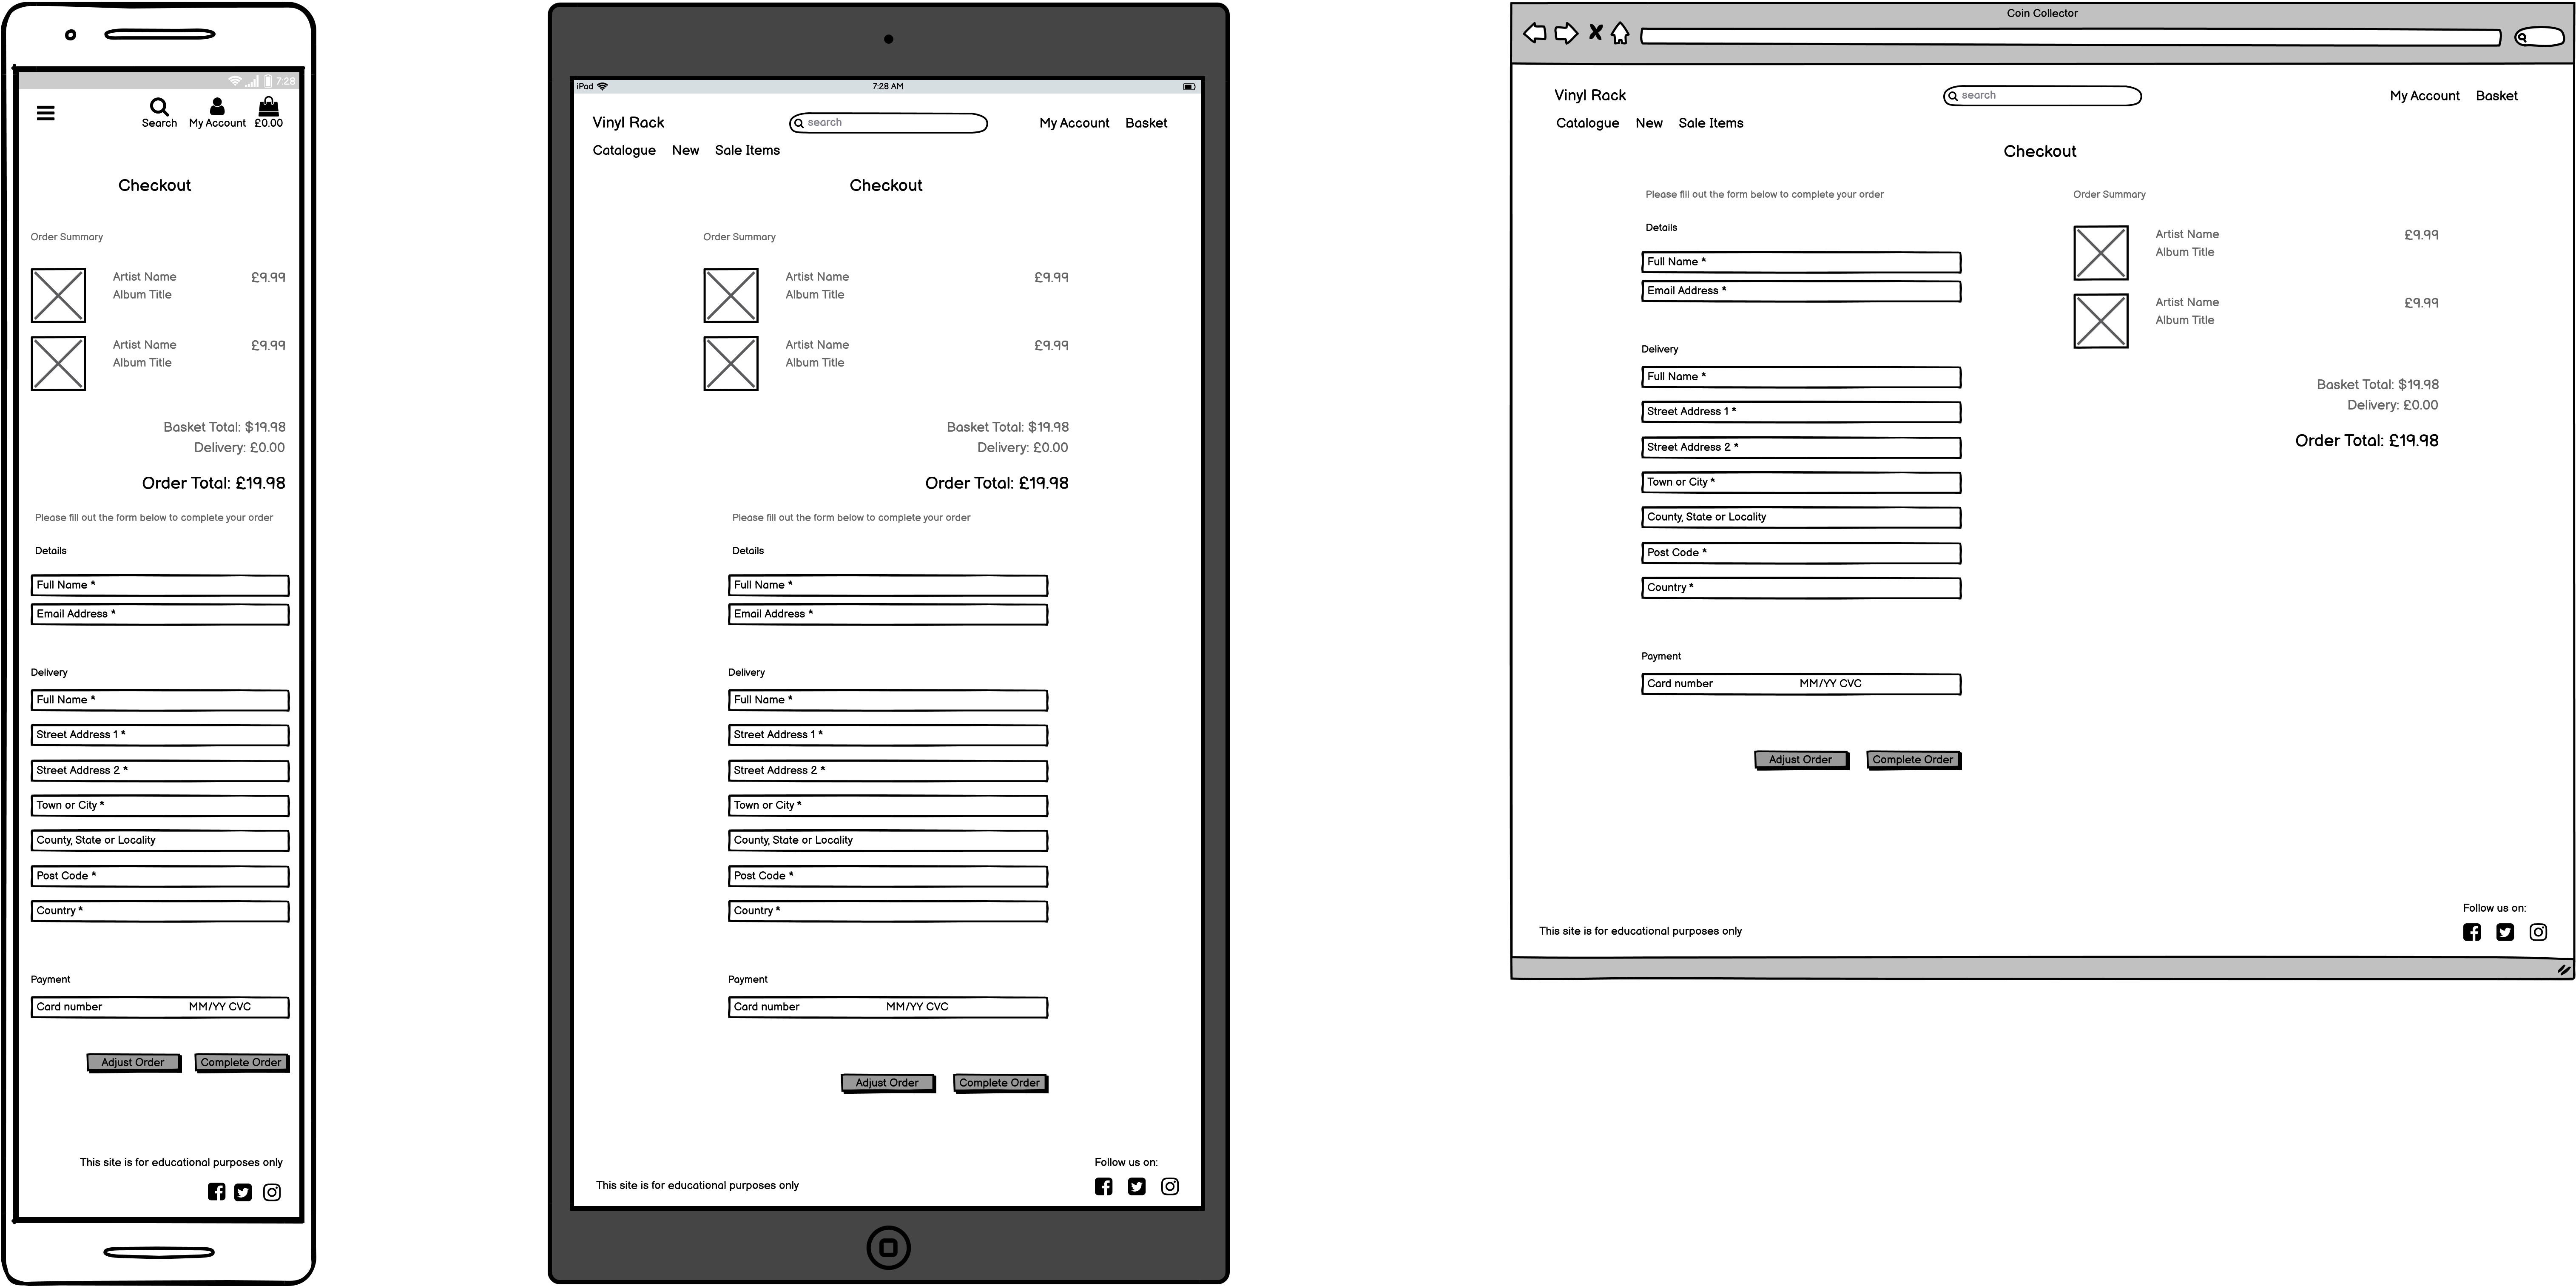 7:28
Search My Account £0.00
Checkout
Order Summary
Artist Name £9.99
Album Title
Artist Name £9.99
Album Title
Basket Total: $19.98
Delivery: £0.00
Order Total: £19.98
Please fill out the form below to complete your order
Details
Full Name *
Email Address *
Delivery
Full Name *
Street Address 1 *
Street Address 2 *
Town or City *
County, State or Locality
Post Code *
Country *
Payment
Card number MM/YY CVC
Adjust Order Complete Order
This site is for educational purposes only
iPad 7:28 AM
Vinyl Rack search My Account Basket
Catalogue New Sale Items
Checkout
Order Summary
Artist Name £9.99
Album Title
Artist Name £9.99
Album Title
Basket Total: $19.98
Delivery: £0.00
Order Total: £19.98
Please fill out the form below to complete your order
Details
Full Name *
Email Address *
Delivery
Full Name *
Street Address 1 *
Street Address 2 *
Town or City *
County, State or Locality
Post Code *
Country *
Payment
Card number MM/YY CVC
Adjust Order Complete Order
Follow us on:
This site is for educational purposes only
Coin Collector
Vinyl Rack search My Account Basket
Catalogue New Sale Items
Checkout
Please fill out the form below to complete your order
Details
Full Name *
Email Address *
Delivery
Full Name *
Street Address 1 *
Street Address 2 *
Town or City *
County, State or Locality
Post Code *
Country *
Payment
Card number MM/YY CVC
Adjust Order Complete Order
Order Summary
Artist Name £9.99
Album Title
Artist Name £9.99
Album Title
Basket Total: $19.98
Delivery: £0.00
Order Total: £19.98
Follow us on:
This site is for educational purposes only